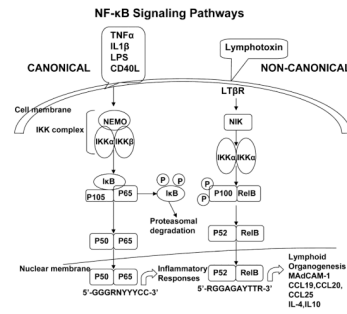 NF-κB Signaling Pathways
TNFα
IL1β
LPS
CD40L
Lymphotoxin
CANONICAL
NON-CANONICAL
LTβR
Cell membrane
NEMO
NIK
IKK complex
IKKα IKKβ
IKKα IKKα
IκB
P105 P65
P P
IκB
P
P
P100 RelB
Proteasomal
degradation
P50 P65
P52 RelB
Nuclear membrane
P50 P65
Inflammatory
Responses
P52 RelB
Lymphoid
Organogenesis
MAdCAM-1
CCL19,CCL20,
CCL25
IL-4,IL10
5'-GGGRNYYYCC-3'
5'-RGGAGAYTTR-3'